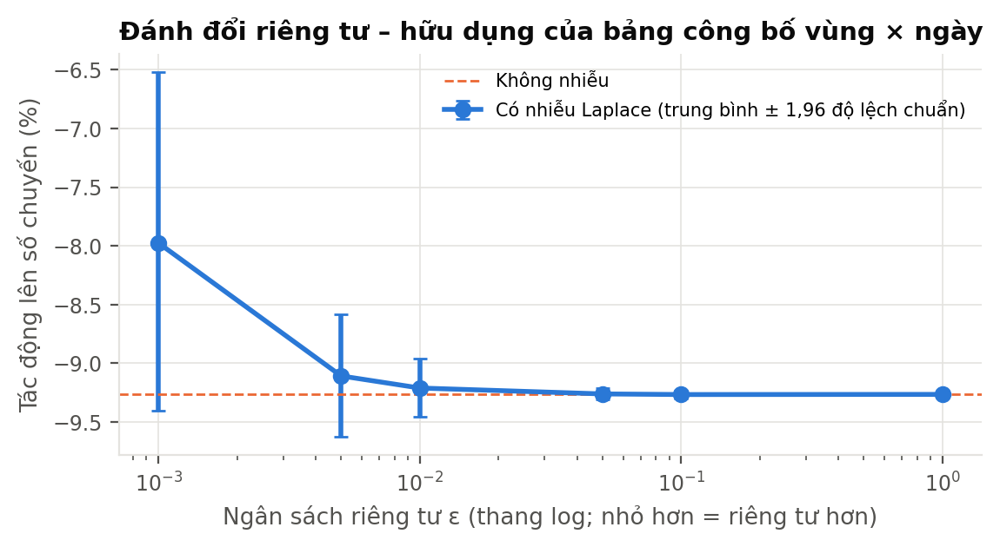 Đánh đổi riêng tư – hữu dụng của bảng công bố vùng × ngày
Không nhiễu
Có nhiễu Laplace (trung bình ± 1,96 độ lệch chuẩn)
Tác động lên số chuyến (%)
−6.5
−7.0
−7.5
−8.0
−8.5
−9.0
−9.5
10⁻³ 10⁻² 10⁻¹ 10⁰
Ngân sách riêng tư ε (thang log; nhỏ hơn = riêng tư hơn)